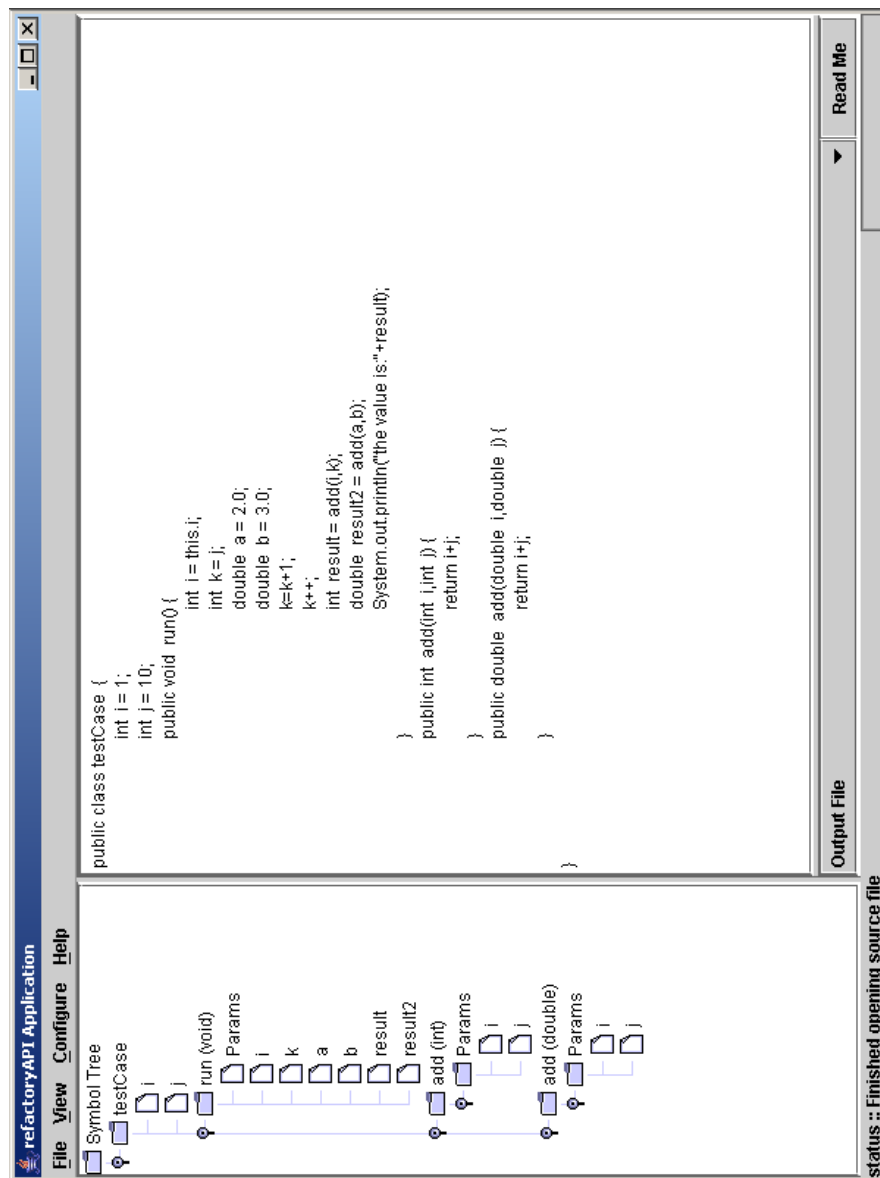 refactoryAPI Application
File View Configure Help
Symbol Tree
testCase
i
j
run (void)
Params
i
k
a
b
result
result2
add (int)
Params
i
j
add (double)
Params
i
j
public class testCase {
int i = 1;
int j = 10;
public void run() {
int i = this.i;
int k = j;
double a = 2.0;
double b = 3.0;
k=k+1;
k++;
int result = add(i,k);
double result2 = add(a,b);
System.out.println("the value is:"+result);
}
public int add(int i,int j) {
return i+j;
}
public double add(double i,double j) {
return i+j;
}
}
Output File
Read Me
status :: Finished opening source file